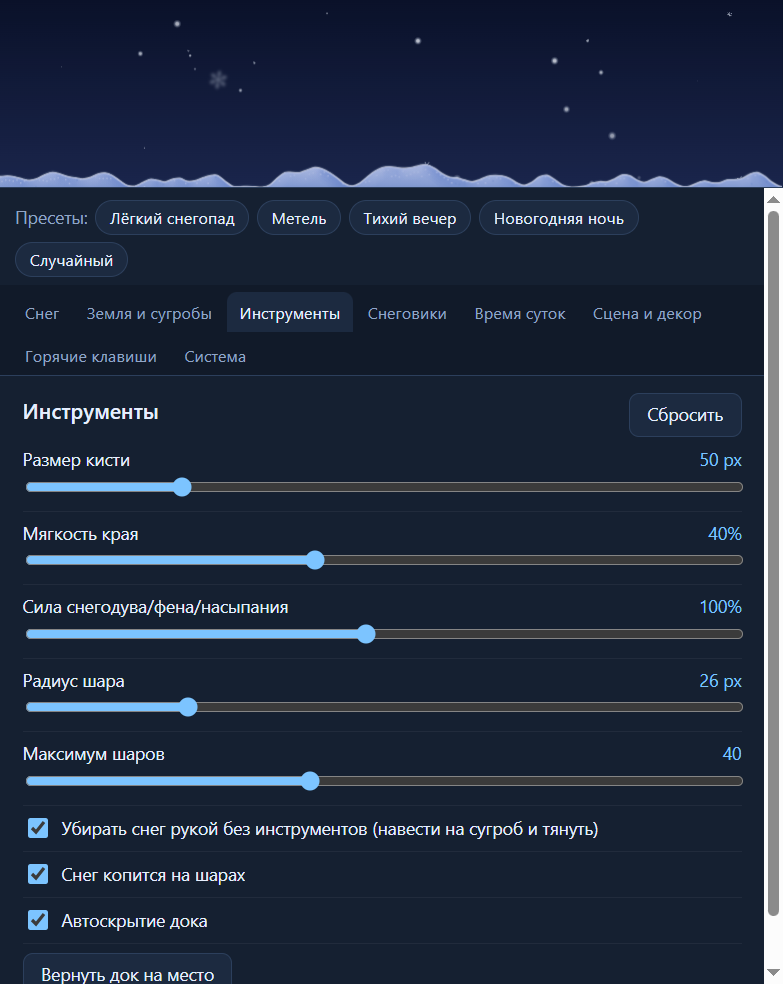 Пресеты: Лёгкий снегопад Метель Тихий вечер Новогодняя ночь
Случайный
Снег Земля и сугробы Инструменты Снеговики Время суток Сцена и декор
Горячие клавиши Система
Инструменты Сбросить
Размер кисти 50 px
Мягкость края 40%
Сила снегодува/фена/насыпания 100%
Радиус шара 26 px
Максимум шаров 40
Убирать снег рукой без инструментов (навести на сугроб и тянуть)
Снег копится на шарах
Автоскрытие дока
Вернуть док на место